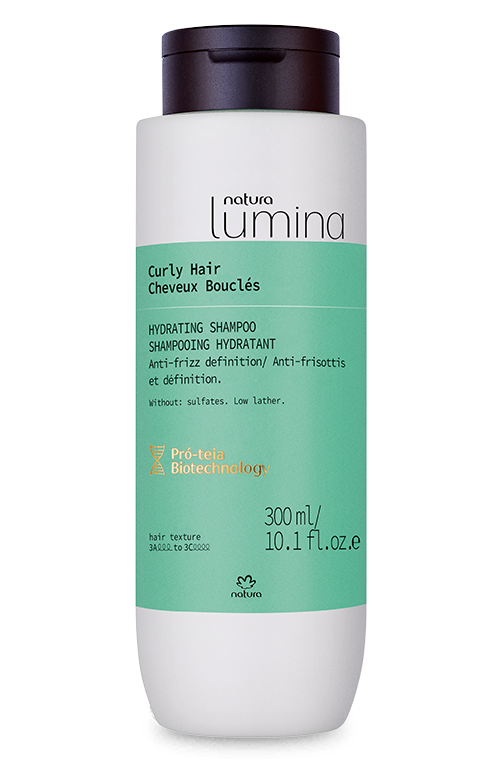 natura
lumina
Curly Hair
Cheveux Bouclés
HYDRATING SHAMPOO
SHAMPOOING HYDRATANT
Anti-frizz definition/ Anti-frisottis
et définition.
Without: sulfates. Low lather.
Pró-teia
Biotechnology
300 ml/
10.1 fl.oz.e
hair texture
3A to 3C
natura